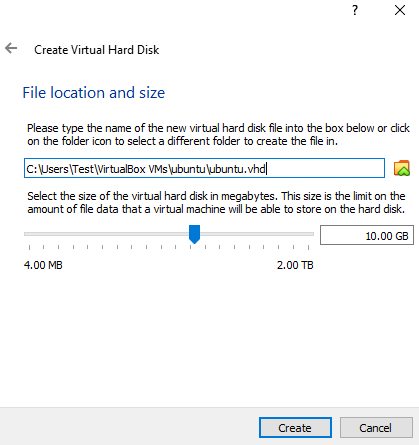 ?
Create Virtual Hard Disk
File location and size
Please type the name of the new virtual hard disk file into the box below or click
on the folder icon to select a different folder to create the file in.
C:\Users\Test\VirtualBox VMs\ubuntu\ubuntu.vhd
Select the size of the virtual hard disk in megabytes. This size is the limit on the
amount of file data that a virtual machine will be able to store on the hard disk.
10.00 GB
4.00 MB 2.00 TB
Create Cancel